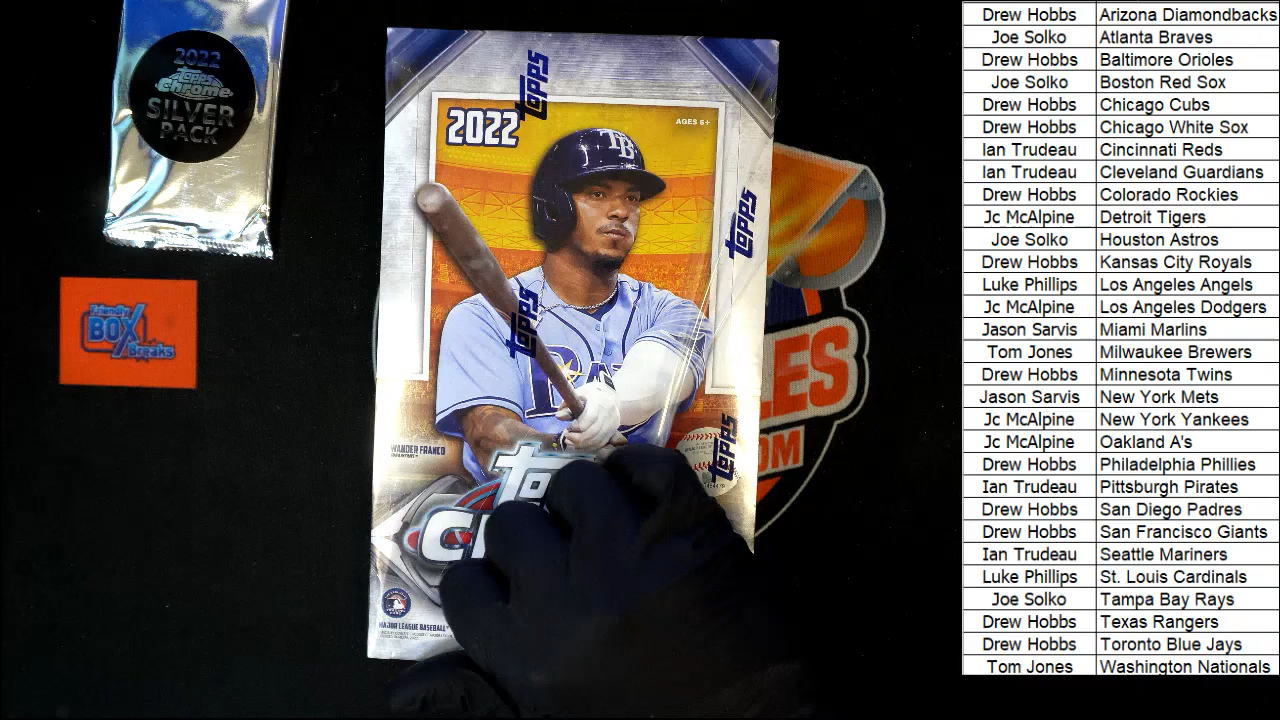 2022
topps
chrome
SILVER
PACK
Friendly
BOX
Breaks
topps
2022
AGES 6+
TB
topps
topps
topps
WANDER FRANCO
MAJOR LEAGUE BASEBALL
LES
OM
Drew Hobbs Arizona Diamondbacks
Joe Solko Atlanta Braves
Drew Hobbs Baltimore Orioles
Joe Solko Boston Red Sox
Drew Hobbs Chicago Cubs
Drew Hobbs Chicago White Sox
Ian Trudeau Cincinnati Reds
Ian Trudeau Cleveland Guardians
Drew Hobbs Colorado Rockies
Jc McAlpine Detroit Tigers
Joe Solko Houston Astros
Drew Hobbs Kansas City Royals
Luke Phillips Los Angeles Angels
Jc McAlpine Los Angeles Dodgers
Jason Sarvis Miami Marlins
Tom Jones Milwaukee Brewers
Drew Hobbs Minnesota Twins
Jason Sarvis New York Mets
Jc McAlpine New York Yankees
Jc McAlpine Oakland A's
Drew Hobbs Philadelphia Phillies
Ian Trudeau Pittsburgh Pirates
Drew Hobbs San Diego Padres
Drew Hobbs San Francisco Giants
Ian Trudeau Seattle Mariners
Luke Phillips St. Louis Cardinals
Joe Solko Tampa Bay Rays
Drew Hobbs Texas Rangers
Drew Hobbs Toronto Blue Jays
Tom Jones Washington Nationals